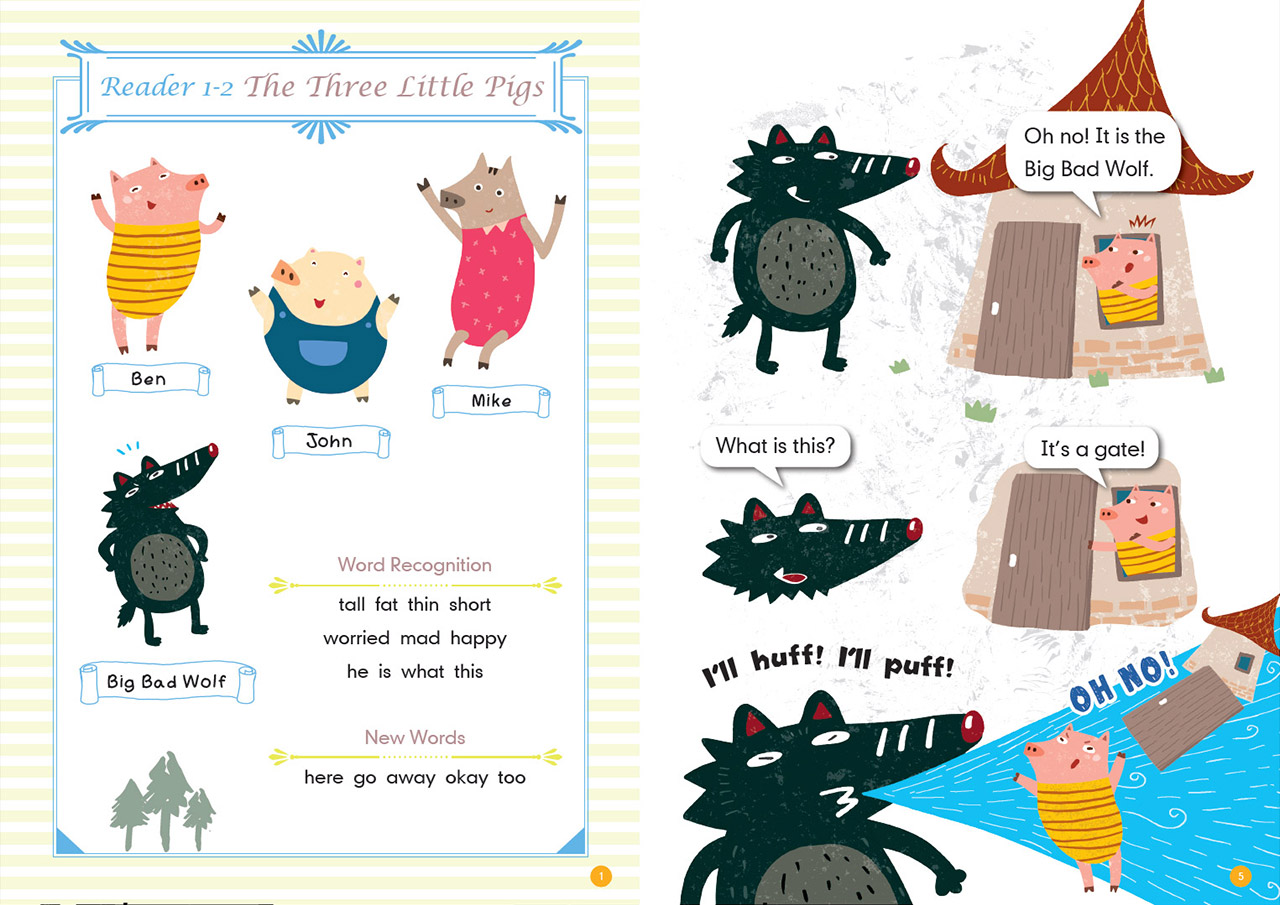 Reader 1-2 The Three Little Pigs
Ben
John
Mike
Big Bad Wolf
Word Recognition
tall fat thin short
worried mad happy
he is what this
New Words
here go away okay too
1
Oh no! It is the
Big Bad Wolf.
What is this?
It's a gate!
I'll huff! I'll puff!
OH NO!
5